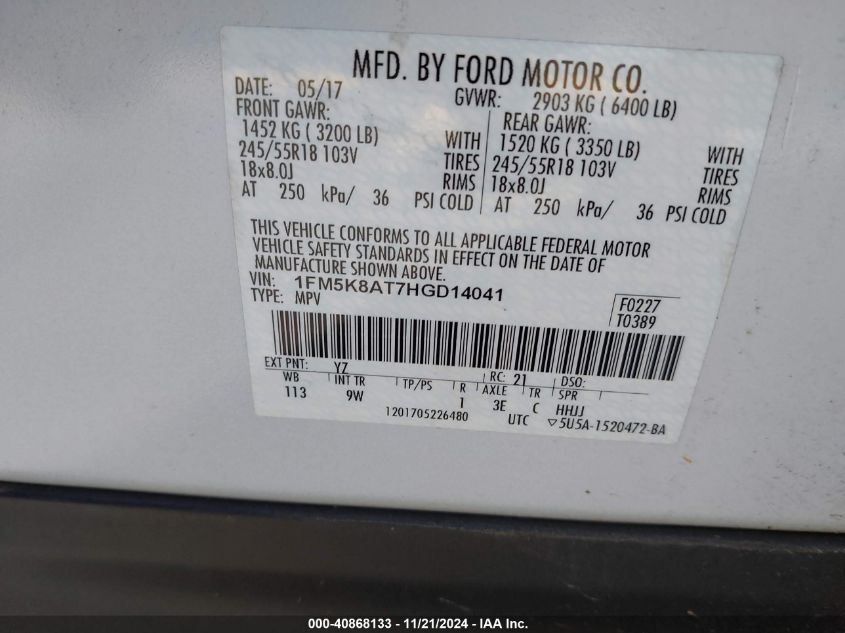 MFD. BY FORD MOTOR CO.
DATE: 05/17 GVWR: 2903 KG ( 6400 LB)
FRONT GAWR: REAR GAWR:
1452 KG ( 3200 LB) WITH 1520 KG ( 3350 LB) WITH
245/55R18 103V TIRES 245/55R18 103V TIRES
18x8.0J RIMS 18x8.0J RIMS
AT 250 kPa/ 36 PSI COLD AT 250 kPa/ 36 PSI COLD
THIS VEHICLE CONFORMS TO ALL APPLICABLE FEDERAL MOTOR
VEHICLE SAFETY STANDARDS IN EFFECT ON THE DATE OF
MANUFACTURE SHOWN ABOVE.
VIN: 1FM5K8AT7HGD14041
TYPE: MPV
F0227
T0389
EXT PNT: YZ RC: 21 DSO:
WB INT TR TP/PS R AXLE TR SPR
113 9W 1 3E C HHJJ
1201705226480 UTC ▽5U5A-1520472-BA
000-40868133 - 11/21/2024 - IAA Inc.